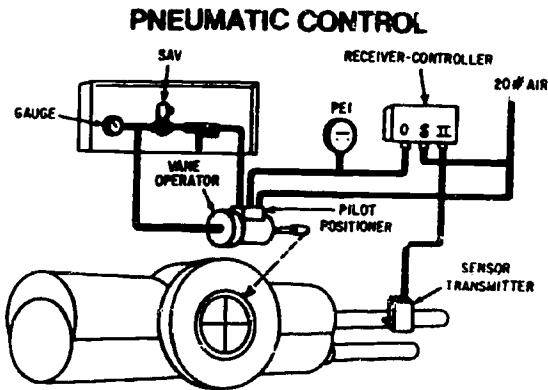 PNEUMATIC CONTROL
SAV
RECEIVER-CONTROLLER
20# AIR
GAUGE
PEI
O S II
VANE
OPERATOR
PILOT
POSITIONER
SENSOR
TRANSMITTER